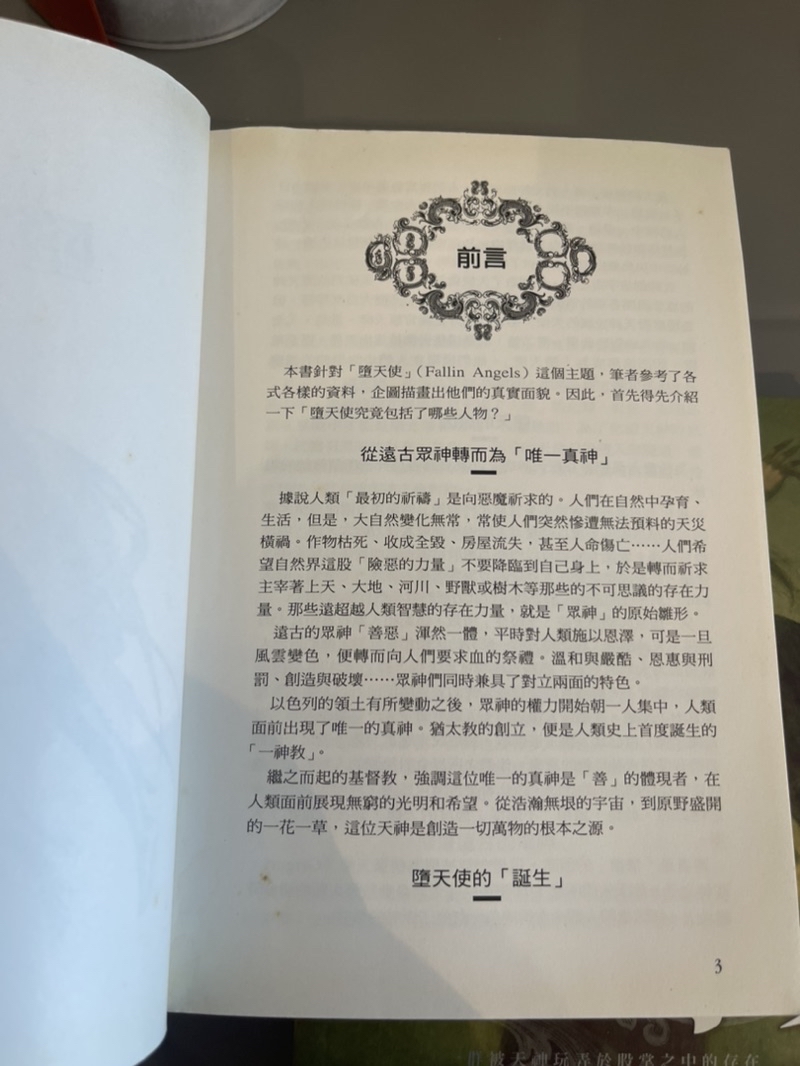 前言
本書針對「墮天使」(Fallin Angels)這個主題，筆者參考了各
式各樣的資料，企圖描畫出他們的真實面貌。因此，首先得先介紹
一下「墮天使究竟包括了哪些人物？」
從遠古眾神轉而為「唯一真神」
據說人類「最初的祈禱」是向惡魔祈求的。人們在自然中孕育、
生活，但是，大自然變化無常，常使人們突然慘遭無法預料的天災
橫禍。作物枯死、收成全毀、房屋流失，甚至人命傷亡……人們希
望自然界這股「險惡的力量」不要降臨到自己身上，於是轉而祈求
主宰著上天、大地、河川、野獸或樹木等那些的不可思議的存在力
量。那些遠超越人類智慧的存在力量，就是「眾神」的原始雛形。
遠古的眾神「善惡」渾然一體，平時對人類施以恩澤，可是一旦
風雲變色，便轉而向人們要求血的祭禮。溫和與嚴酷、恩惠與刑
罰、創造與破壞……眾神們同時兼具了對立兩面的特色。
以色列的領土有所變動之後，眾神的權力開始朝一人集中，人類
面前出現了唯一的真神。猶太教的創立，便是人類史上首度誕生的
「一神教」。
繼之而起的基督教，強調這位唯一的真神是「善」的體現者，在
人類面前展現無窮的光明和希望。從浩瀚無垠的宇宙，到原野盛開
的一花一草，這位天神是創造一切萬物的根本之源。
墮天使的「誕生」
3
被天神玩弄於股掌之中的存在